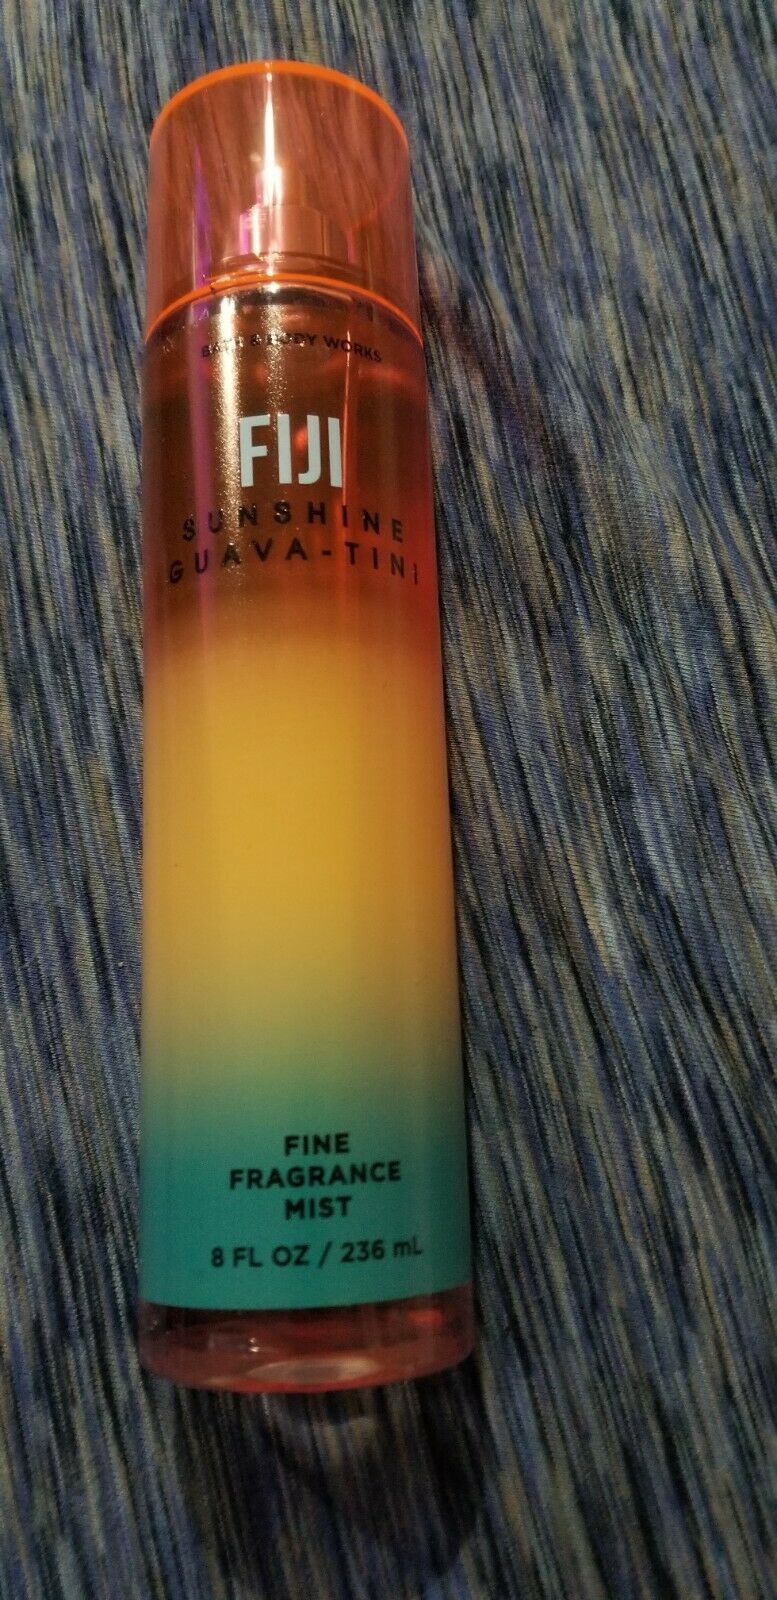 BATH & BODY WORKS
FIJI
SUNSHINE
GUAVA-TINI
FINE
FRAGRANCE
MIST
8 FL OZ / 236 mL